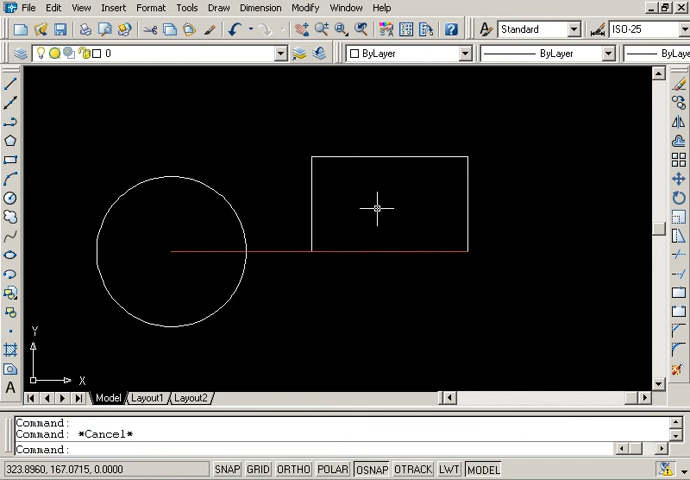 File Edit View Insert Format Tools Draw Dimension Modify Window Help
Standard ISO-25
0 ByLayer ByLayer ByLay
Y
X
A
Model Layout1 Layout2
Command:
Command: *Cancel*
Command:
323.8960, 167.0715, 0.0000 SNAP GRID ORTHO POLAR OSNAP OTRACK LWT MODEL